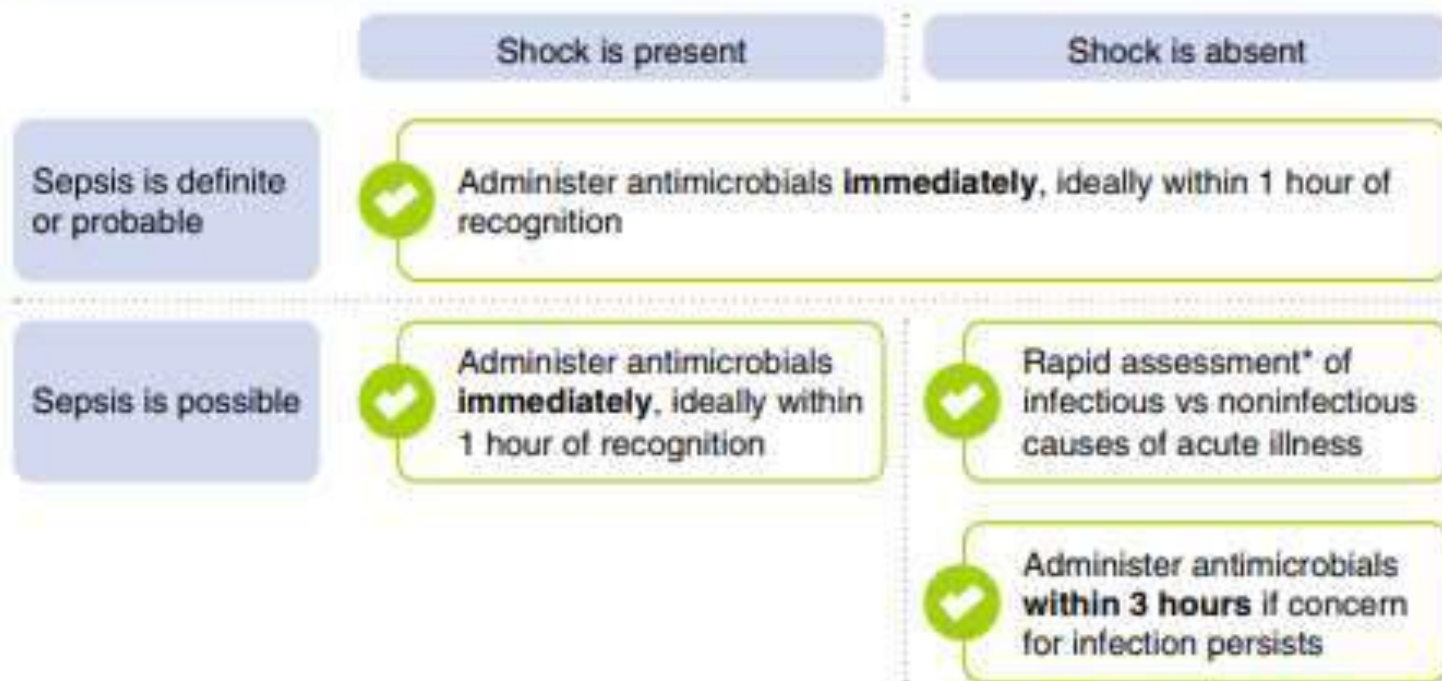 Shock is present
Shock is absent
Sepsis is definite
or probable
Administer antimicrobials immediately, ideally within 1 hour of
recognition
Sepsis is possible
Administer antimicrobials
immediately, ideally within
1 hour of recognition
Rapid assessment* of
infectious vs noninfectious
causes of acute illness
Administer antimicrobials
within 3 hours if concern
for infection persists